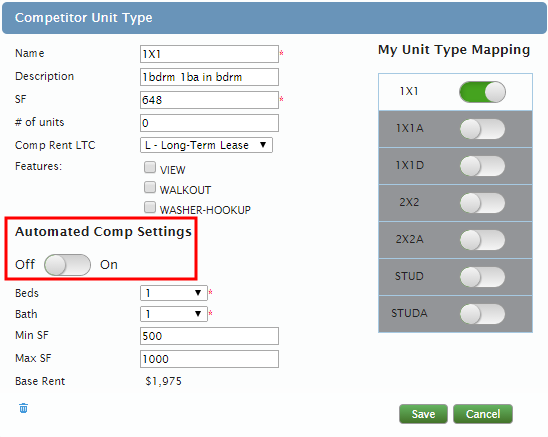 Competitor Unit Type
Name 1X1 *
Description 1bdrm 1ba in bdrm
SF 648 *
# of units 0
Comp Rent LTC L - Long-Term Lease
Features: VIEW
WALKOUT
WASHER-HOOKUP
Automated Comp Settings
Off On
Beds 1 *
Bath 1 *
Min SF 500
Max SF 1000
Base Rent $1,975
My Unit Type Mapping
1X1
1X1A
1X1D
2X2
2X2A
STUD
STUDA
Save Cancel